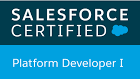 SALESFORCE
CERTIFIED
Platform Developer I